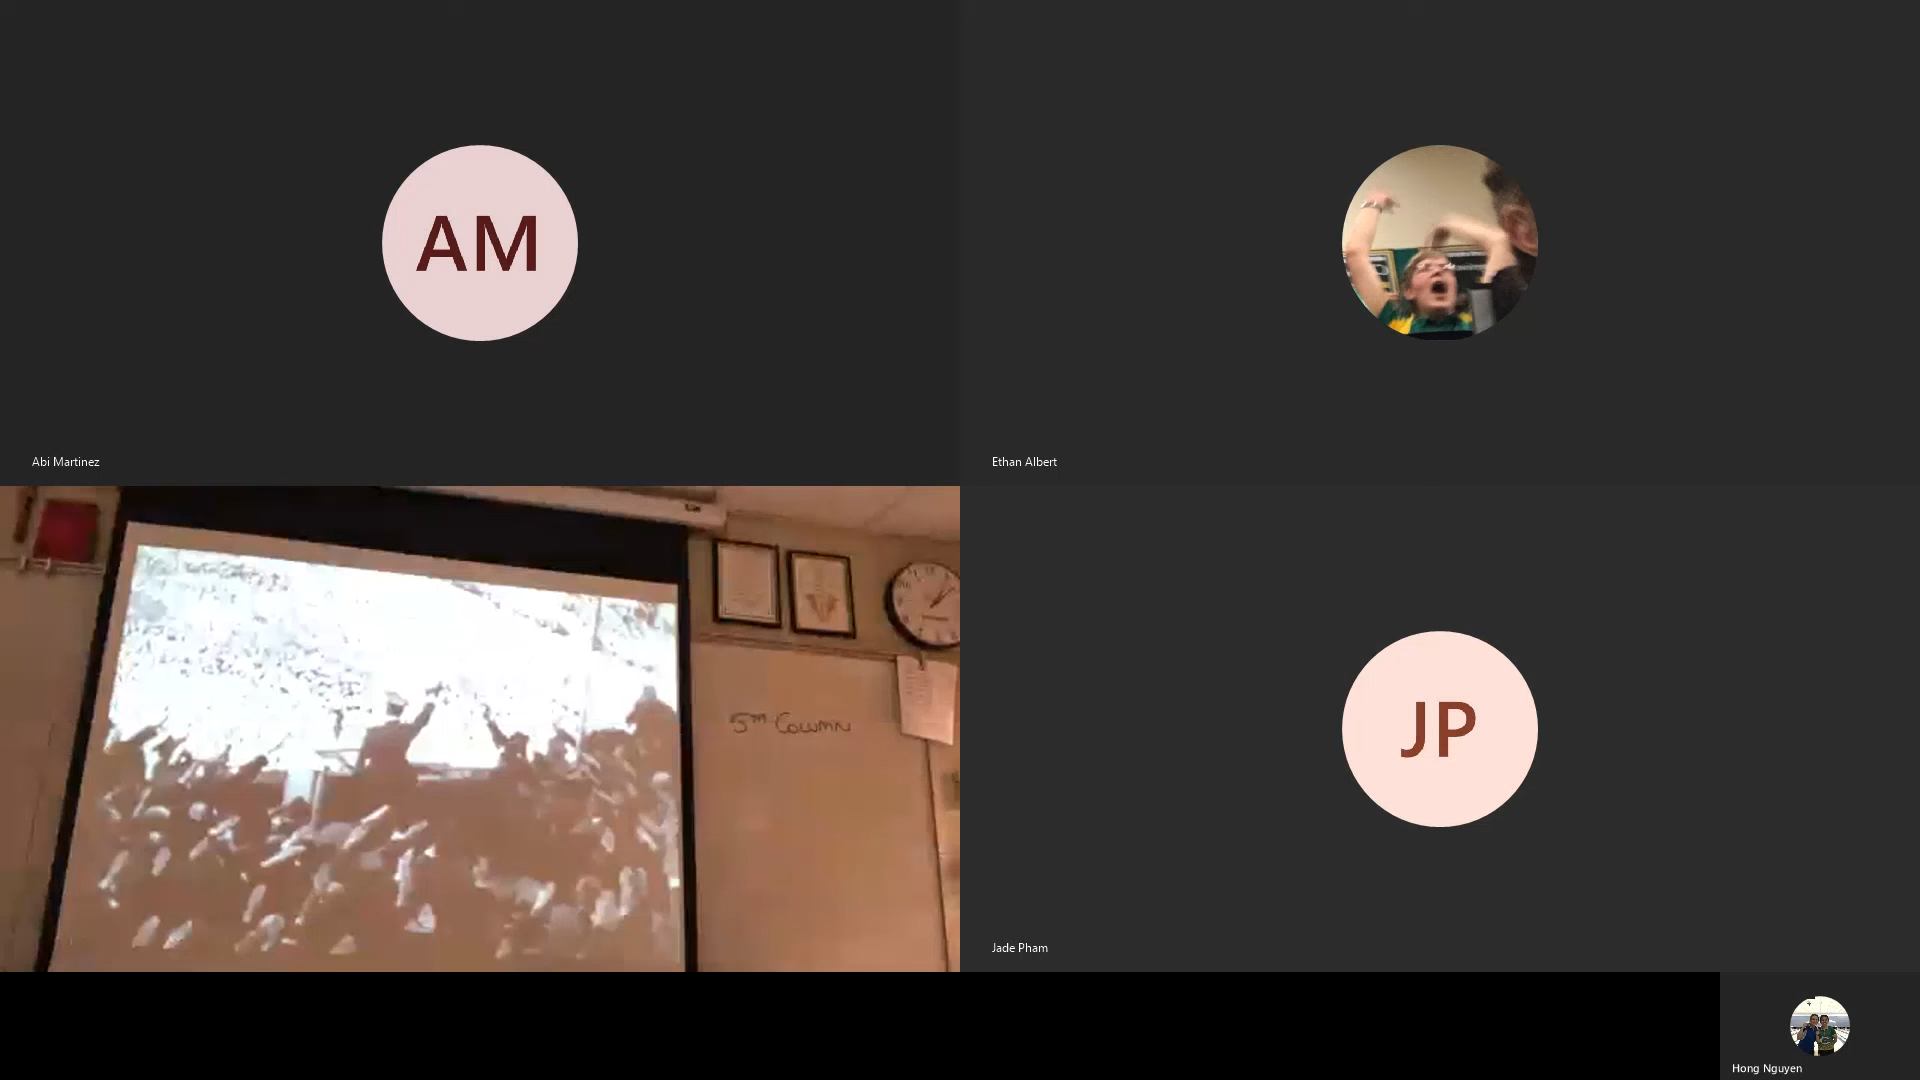 AM
Abi Martinez
Ethan Albert
5TH COLUMN
JP
Jade Pham
Hong Nguyen